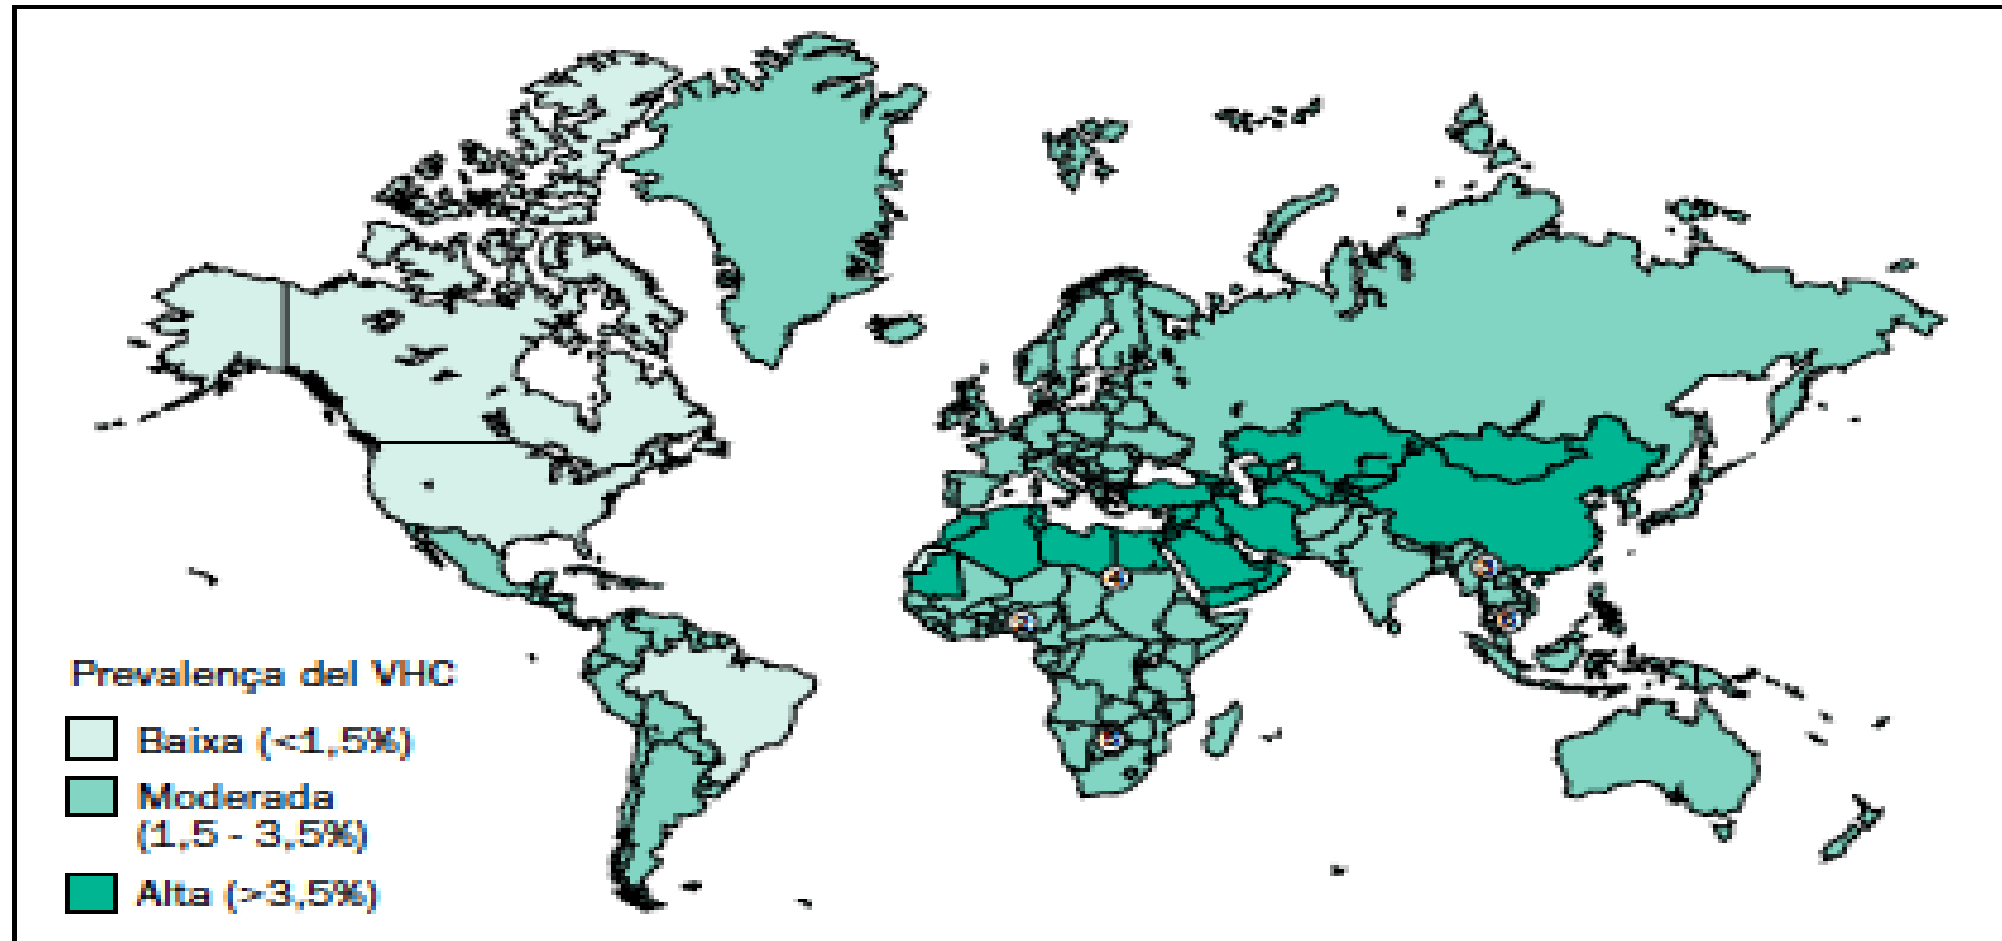 Prevalença del VHC
Baixa (<1,5%)
Moderada
(1,5 - 3,5%)
Alta (>3,5%)